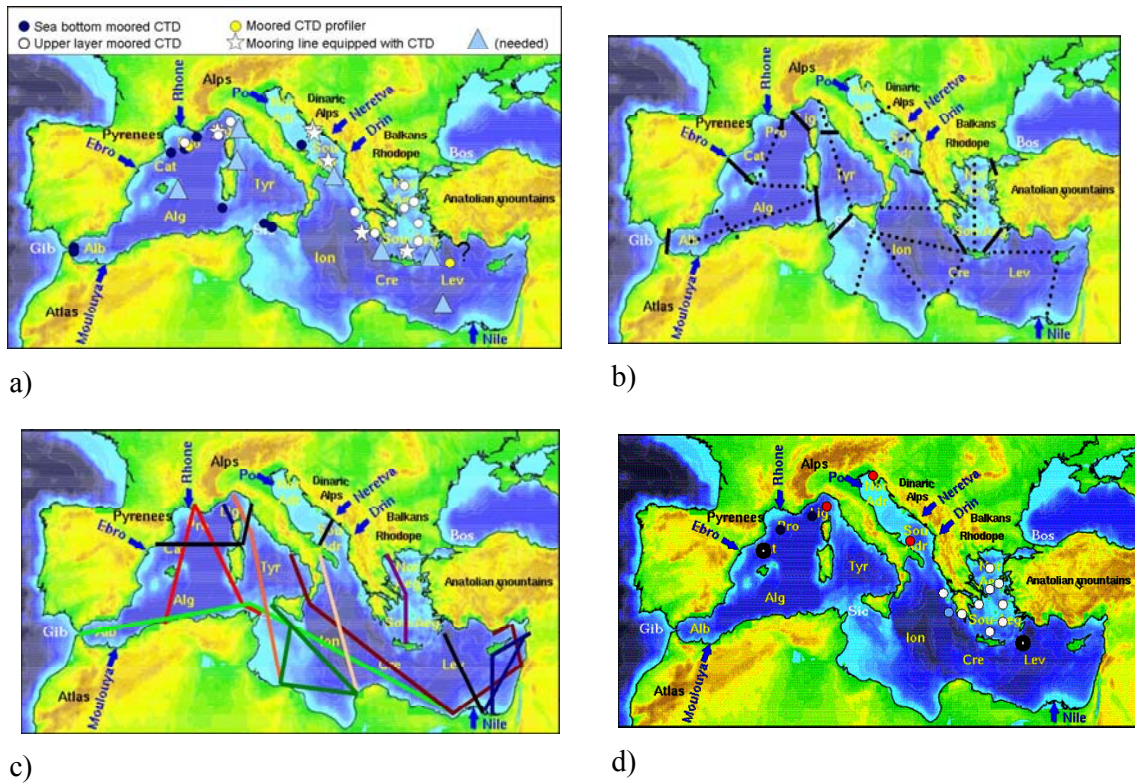 Sea bottom moored CTD
Moored CTD profiler
Upper layer moored CTD
Mooring line equipped with CTD
(needed)
Rhone
Alps
Po
Dinaric
Alps
Neretva
Drin
Pyrenees
Ebro
Balkans
Rhodope
Bos
Cat
Tyr
Anatolian mountains
Alg
Gib
Alb
Ion
?
Cre
Lev
Atlas
Moulouya
Nile
a)
Rhone
Alps
Po
Dinaric
Alps
Neretva
Drin
Pyrenees
Pro
Lig
Ebro
Balkans
Rhodope
Bos
Cat
Tyr
Anatolian mountains
Alg
Gib
Alb
Ion
Cre
Lev
Atlas
Moulouya
Nile
b)
Rhone
Alps
Po
Dinaric
Alps
Neretva
Drin
Pyrenees
Lig
Ebro
Balkans
Rhodope
Bos
Tyr
Anatolian mountains
Alg
Gib
Alb
Ion
Cre
Lev
Atlas
Moulouya
Nile
c)
Rhone
Alps
Po
Adr
Dinaric
Alps
Neretva
Drin
Pyrenees
Pro
Lig
Sou
Adr
Ebro
Balkans
Rhodope
Bos
Tyr
Anatolian mountains
Alg
Sic
Sou Aeg
Gib
Alb
Ion
Cre
Lev
Atlas
Moulouya
Nile
d)